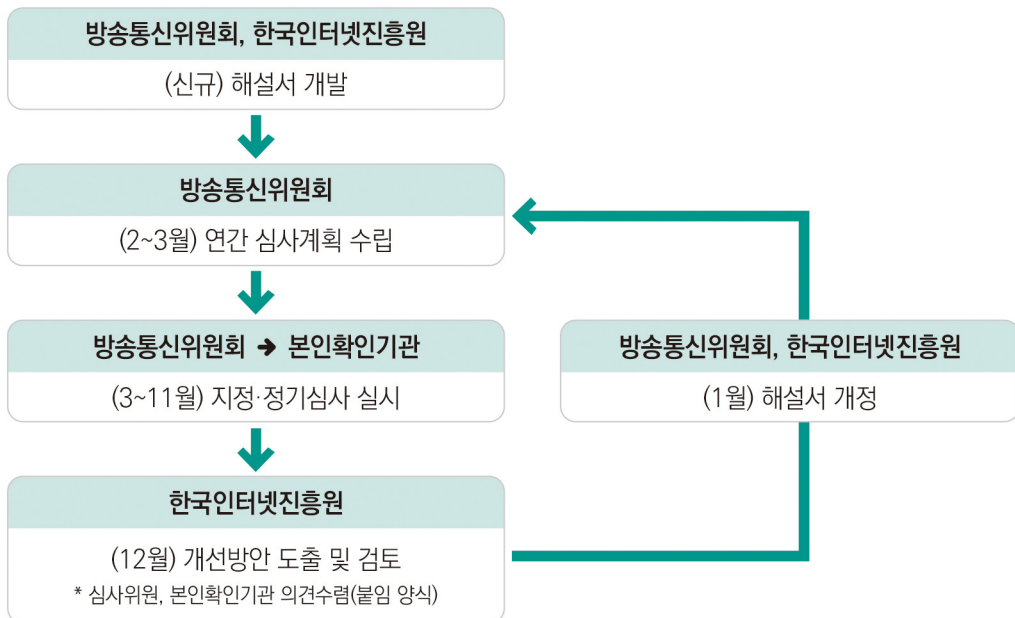 방송통신위원회, 한국인터넷진흥원
(신규) 해설서 개발
방송통신위원회
(2~3월) 연간 심사계획 수립
방송통신위원회 → 본인확인기관
(3~11월) 지정·정기심사 실시
방송통신위원회, 한국인터넷진흥원
(1월) 해설서 개정
한국인터넷진흥원
(12월) 개선방안 도출 및 검토
* 심사위원, 본인확인기관 의견수렴(붙임 양식)